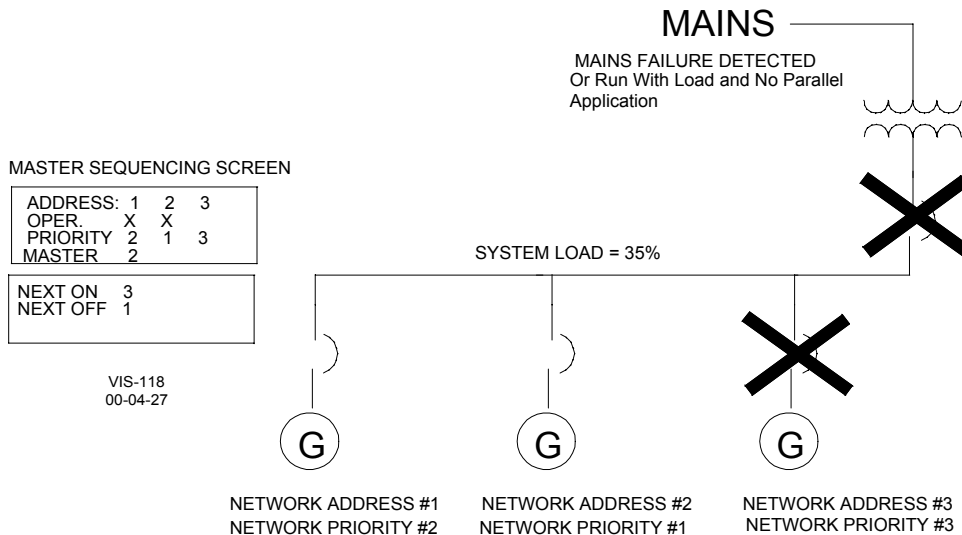 MAINS
MAINS FAILURE DETECTED
Or Run With Load and No Parallel
Application
MASTER SEQUENCING SCREEN
ADDRESS: 1 2 3
OPER. X X
PRIORITY 2 1 3
MASTER 2
NEXT ON 3
NEXT OFF 1
VIS-118
00-04-27
SYSTEM LOAD = 35%
G G G
NETWORK ADDRESS #1 NETWORK ADDRESS #2 NETWORK ADDRESS #3
NETWORK PRIORITY #2 NETWORK PRIORITY #1 NETWORK PRIORITY #3